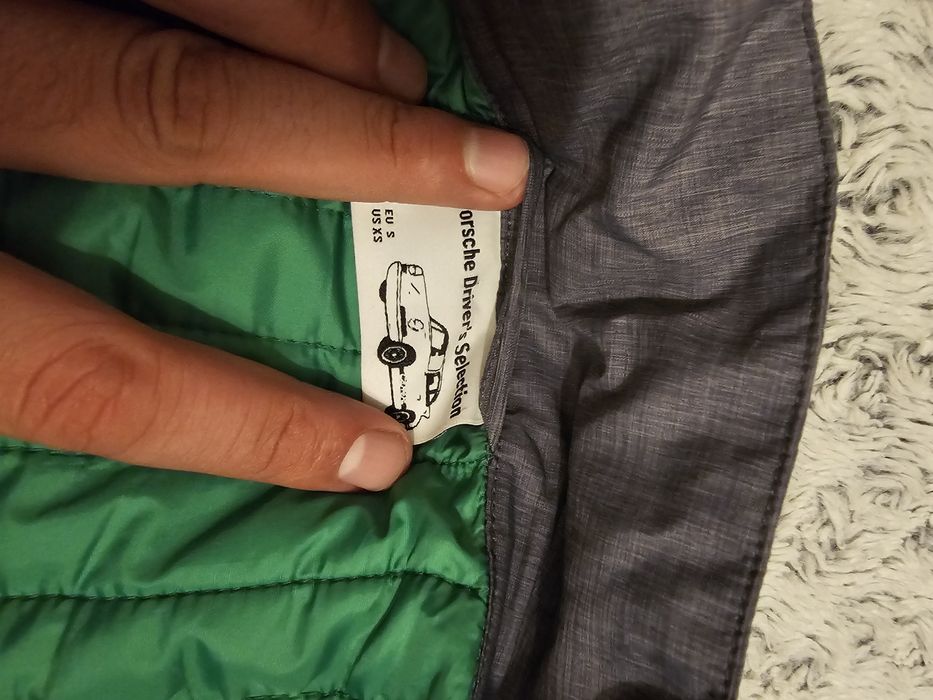 orsche Driver's Selection
EU S
US XS